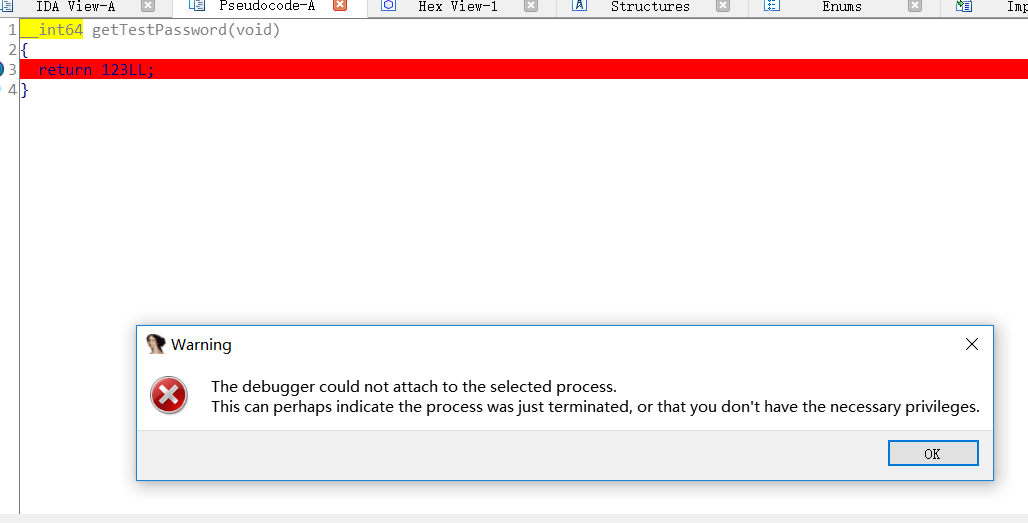 IDA View-A Pseudocode-A Hex View-1 Structures Enums
1 __int64 getTestPassword(void)
2 {
3 return 123LL;
4 }
Warning
The debugger could not attach to the selected process.
This can perhaps indicate the process was just terminated, or that you don't have the necessary privileges.
OK